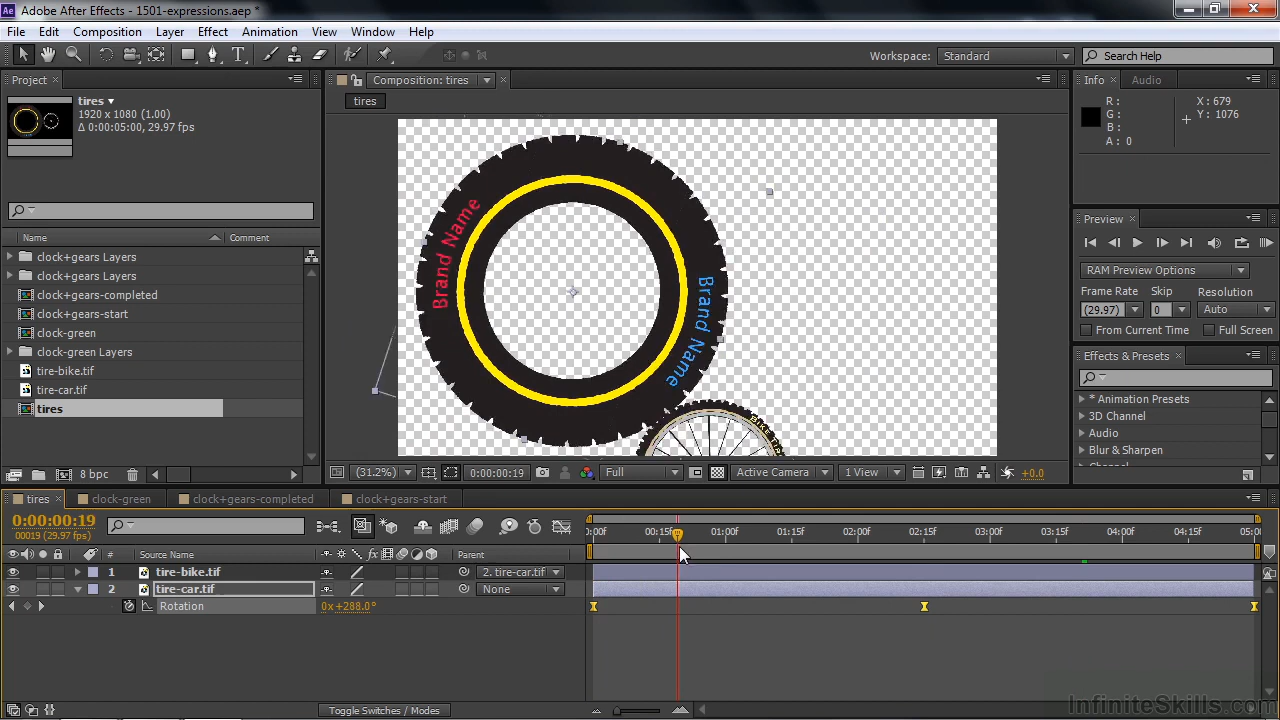 Adobe After Effects - 1501-expressions.aep *
File Edit Composition Layer Effect Animation View Window Help
Workspace: Standard Search Help
Project Composition: tires Info Audio
tires
1920 x 1080 (1.00)
Δ 0:00:05:00, 29.97 fps
tires
R: X: 679
G: Y: 1076
B:
A: 0
Name Comment
clock+gears Layers
clock+gears Layers
clock+gears-completed
clock+gears-start
clock-green
clock-green Layers
tire-bike.tif
tire-car.tif
tires
8 bpc
Brand Name
Brand Name
(31.2%) 0:00:00:19 Full Active Camera 1 View +0.0
Preview
RAM Preview Options
Frame Rate Skip Resolution
(29.97) 0 Auto
From Current Time Full Screen
Effects & Presets
* Animation Presets
3D Channel
Audio
Blur & Sharpen
tires clock-green clock+gears-completed clock+gears-start
0:00:00:19
00019 (29.97 fps)
:00f 00:15f 01:00f 01:15f 02:00f 02:15f 03:00f 03:15f 04:00f 04:15f 05:0
# Source Name fx Parent
1 tire-bike.tif 2. tire-car.tif
2 tire-car.tif None
Rotation 0x+288.0°
Toggle Switches / Modes
InfiniteSkills.com